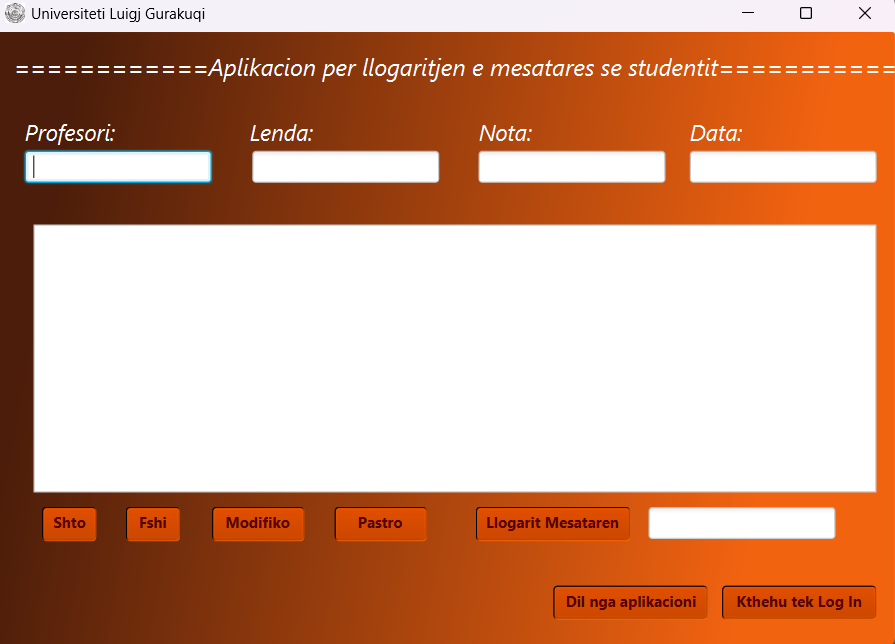 Universiteti Luigj Gurakuqi
============Aplikacion per llogaritjen e mesatares se studentit===========
Profesori: Lenda: Nota: Data:
Shto Fshi Modifiko Pastro Llogarit Mesataren
Dil nga aplikacioni Kthehu tek Log In